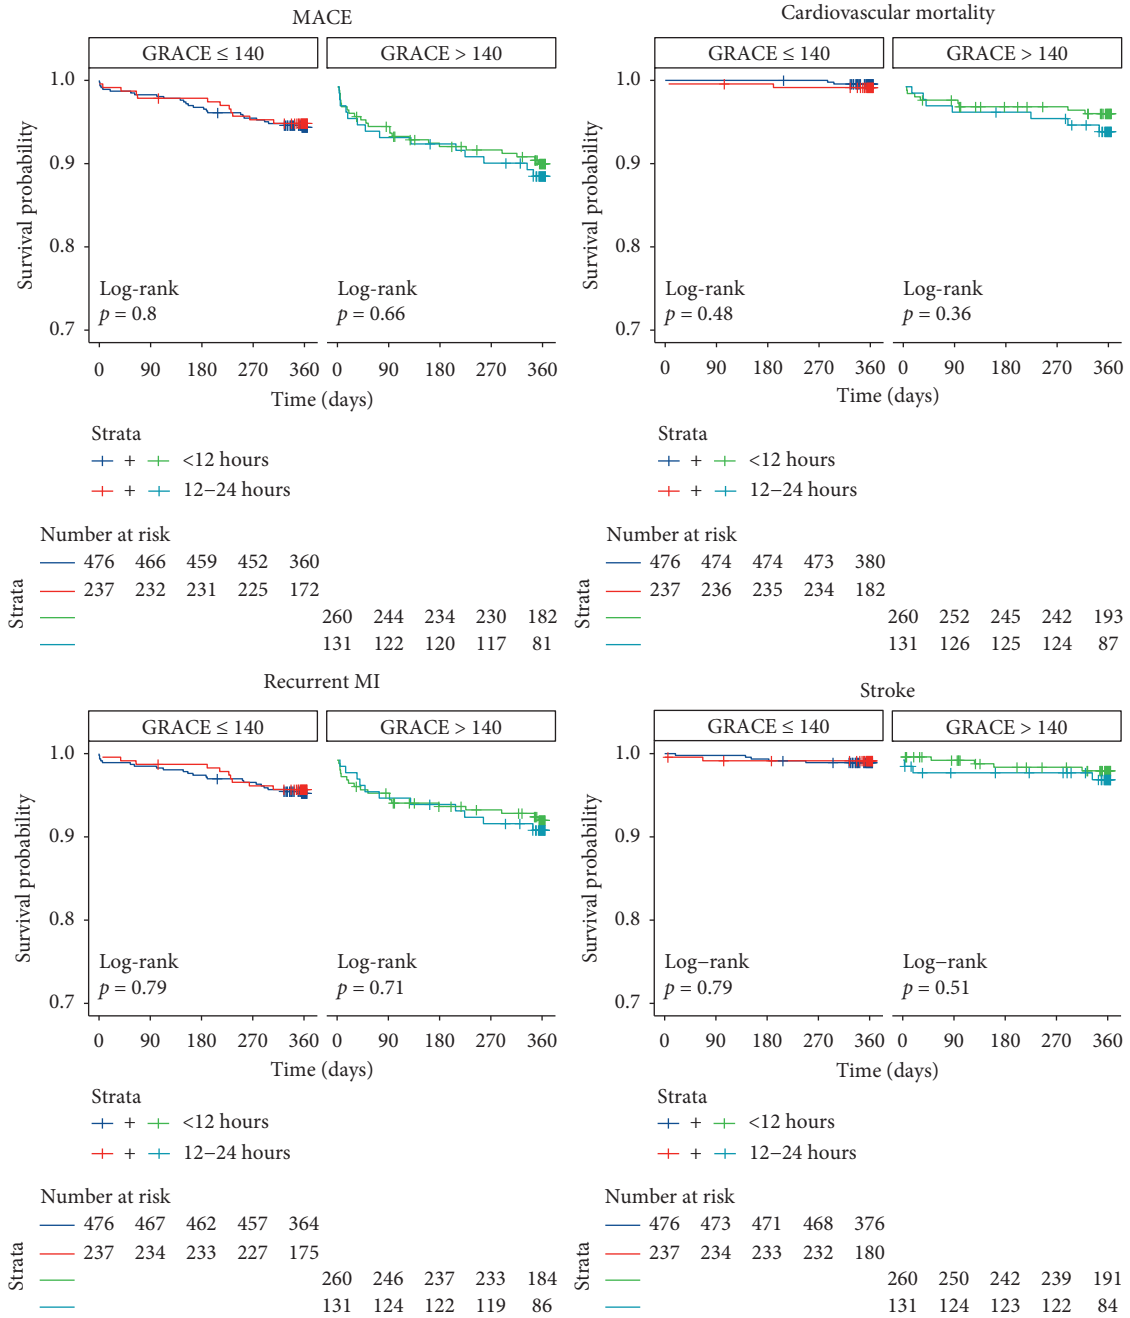 MACE
GRACE ≤ 140
GRACE > 140
Survival probability
1.0
0.9
0.8
0.7
Log-rank
p = 0.8
Log-rank
p = 0.66
0 90 180 270 360 0 90 180 270 360
Time (days)
Strata
+ <12 hours
+ 12−24 hours
Number at risk
Strata
476 466 459 452 360
237 232 231 225 172
260 244 234 230 182
131 122 120 117 81
Cardiovascular mortality
GRACE ≤ 140
GRACE > 140
Survival probability
1.0
0.9
0.8
0.7
Log-rank
p = 0.48
Log-rank
p = 0.36
0 90 180 270 360 0 90 180 270 360
Time (days)
Strata
+ <12 hours
+ 12−24 hours
Number at risk
Strata
476 474 474 473 380
237 236 235 234 182
260 252 245 242 193
131 126 125 124 87
Recurrent MI
GRACE ≤ 140
GRACE > 140
Survival probability
1.0
0.9
0.8
0.7
Log-rank
p = 0.79
Log-rank
p = 0.71
0 90 180 270 360 0 90 180 270 360
Time (days)
Strata
+ <12 hours
+ 12−24 hours
Number at risk
Strata
476 467 462 457 364
237 234 233 227 175
260 246 237 233 184
131 124 122 119 86
Stroke
GRACE ≤ 140
GRACE > 140
Survival probability
1.0
0.9
0.8
0.7
Log−rank
p = 0.79
Log−rank
p = 0.51
0 90 180 270 360 0 90 180 270 360
Time (days)
Strata
+ <12 hours
+ 12−24 hours
Number at risk
Strata
476 473 471 468 376
237 234 233 232 180
260 250 242 239 191
131 124 123 122 84